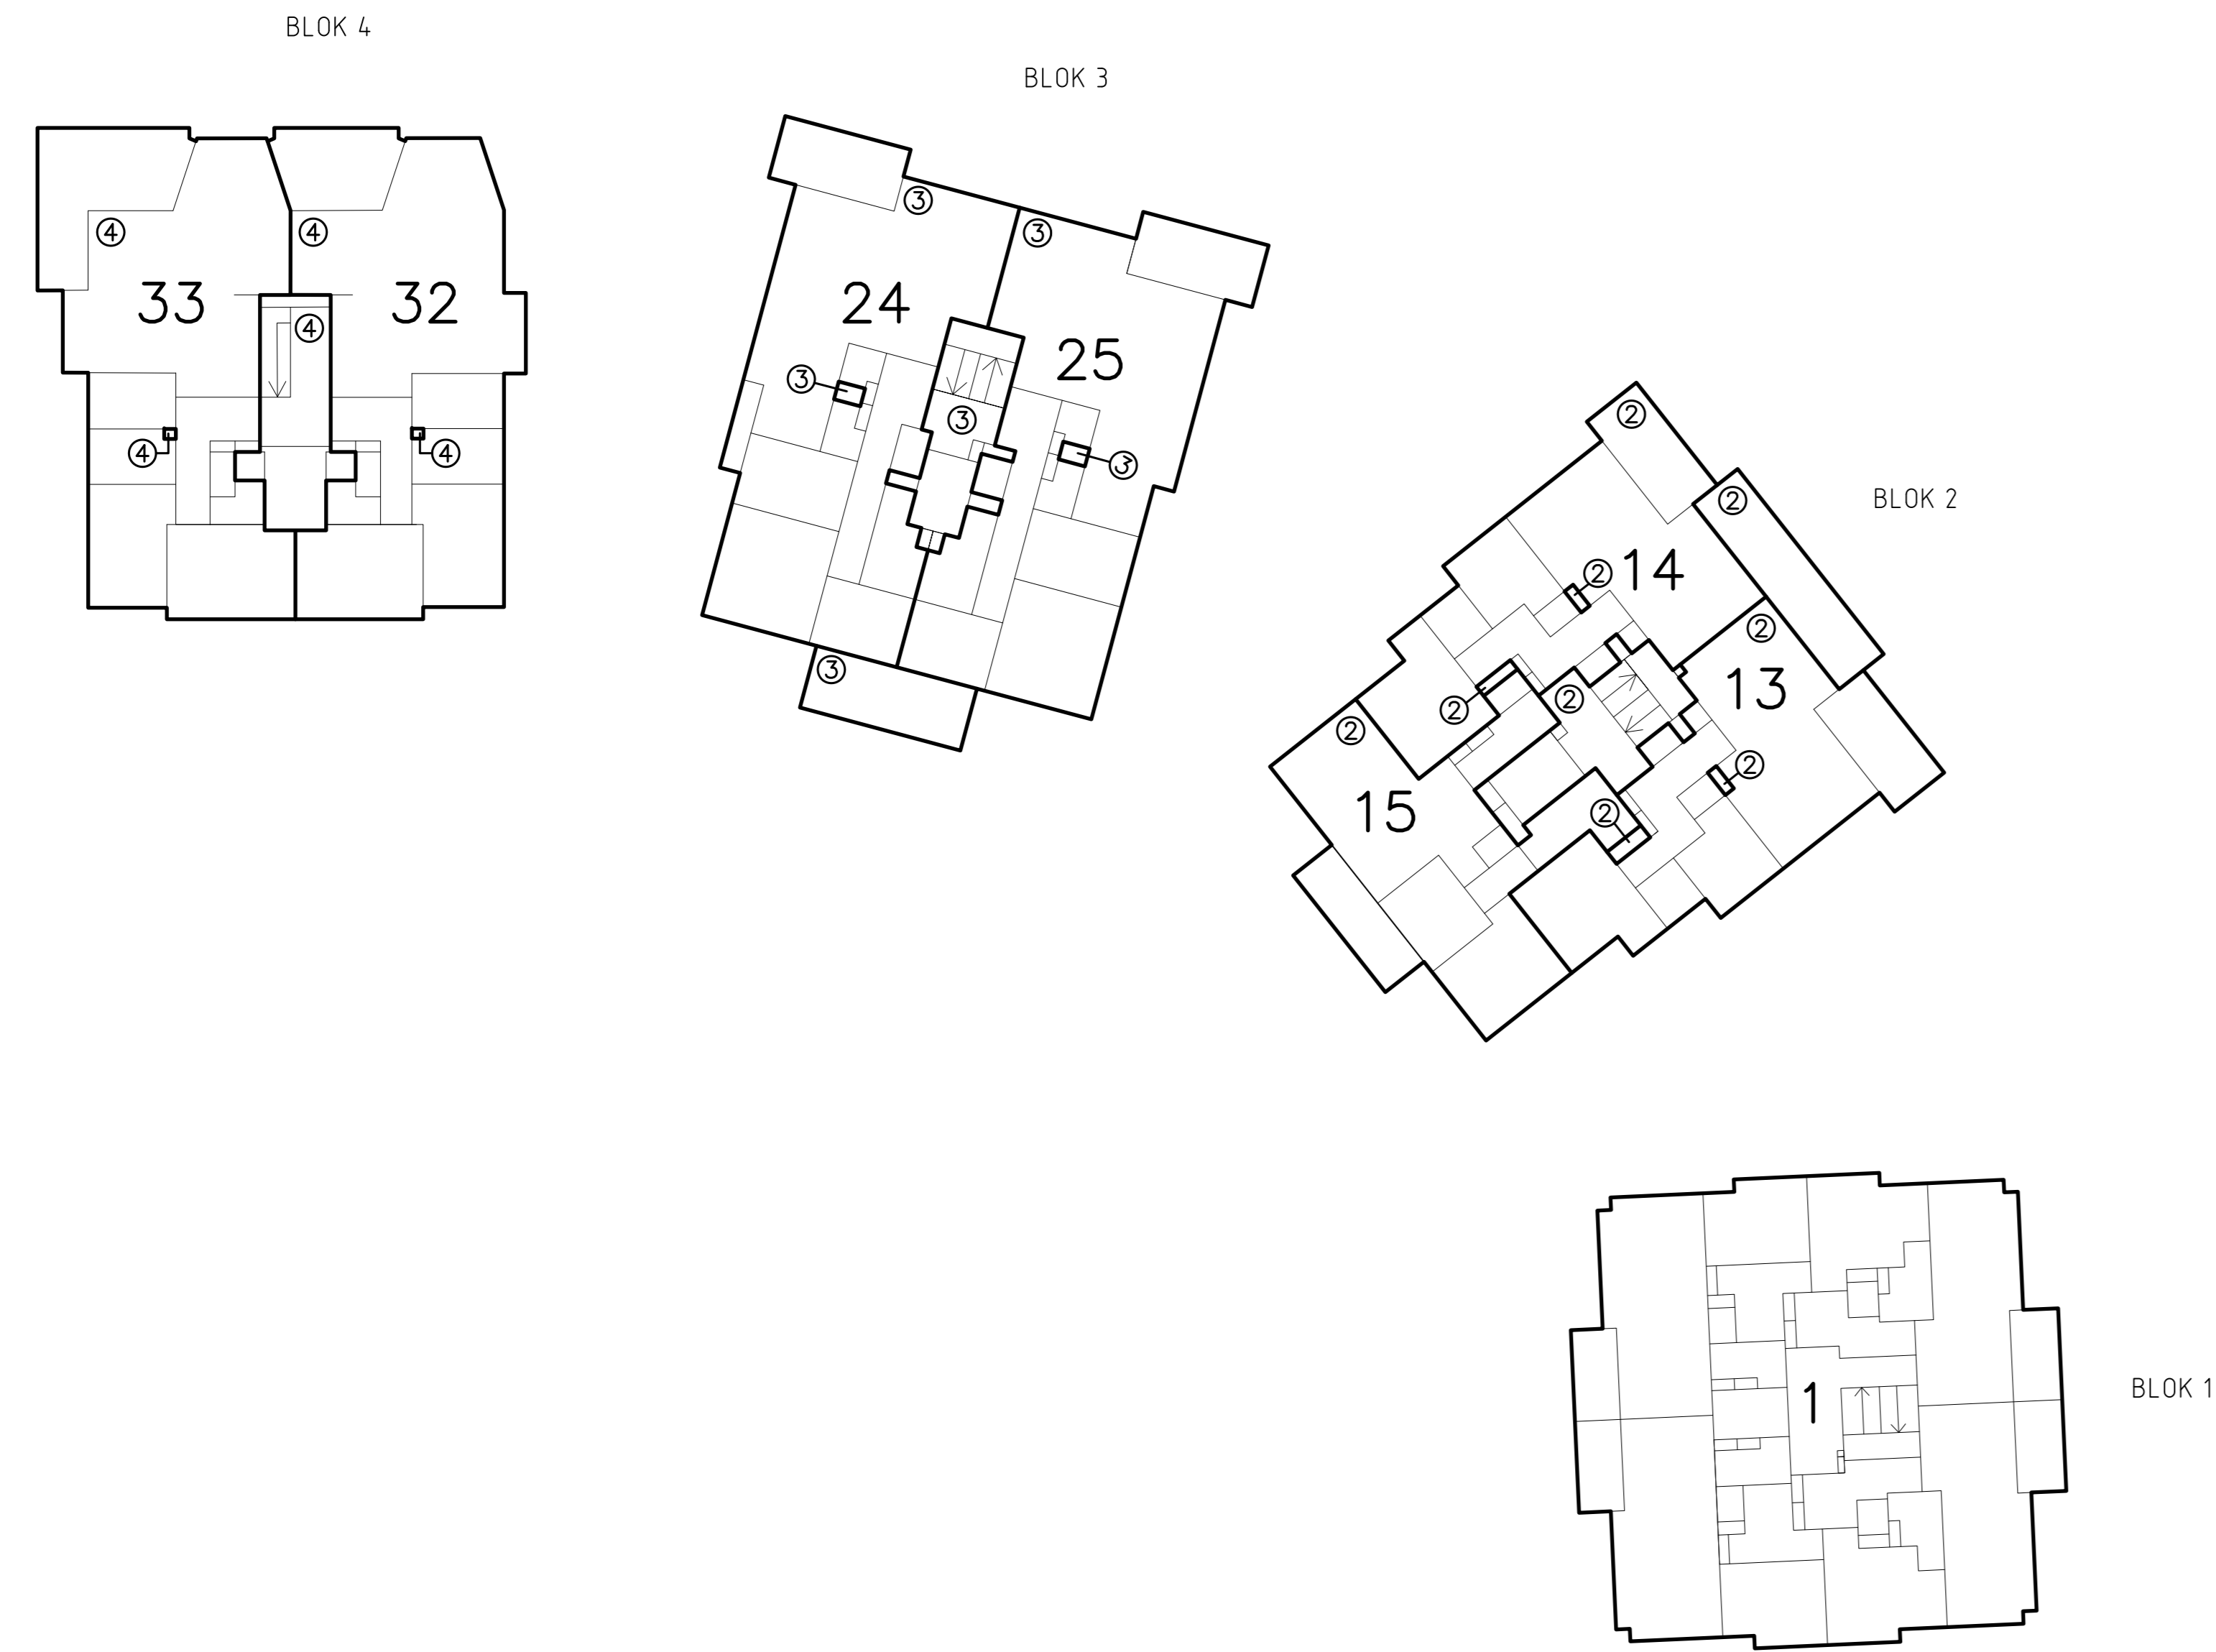 BLOK 4
BLOK 3
④ ④
33 32
④
④ ④
③ ③
24 25
③ ③ ③
③
BLOK 2
② ②
② 14 ②
② ② 13
② 15 ② ②
1
BLOK 1